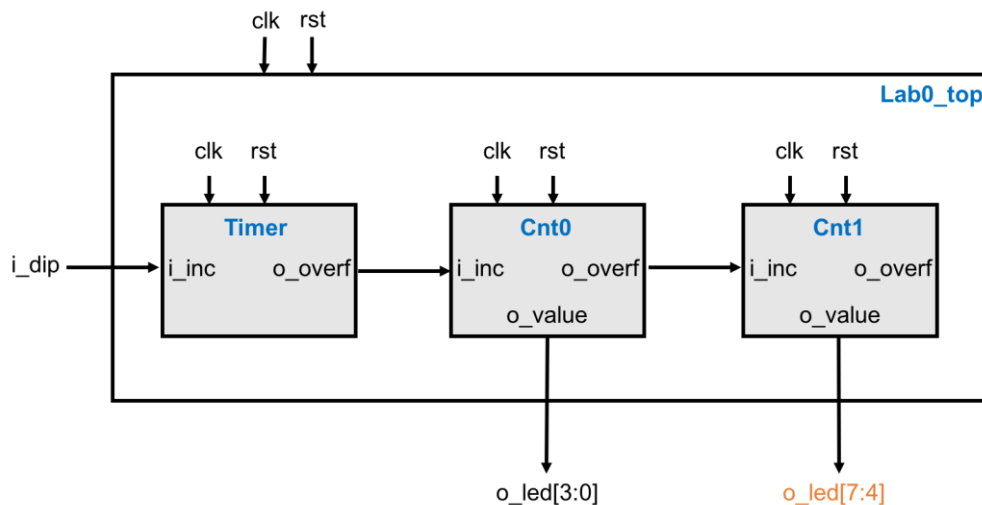 clk rst
Lab0_top
clk rst clk rst clk rst
Timer Cnt0 Cnt1
i_dip i_inc o_overf i_inc o_overf i_inc o_overf
o_value o_value
o_led[3:0] o_led[7:4]